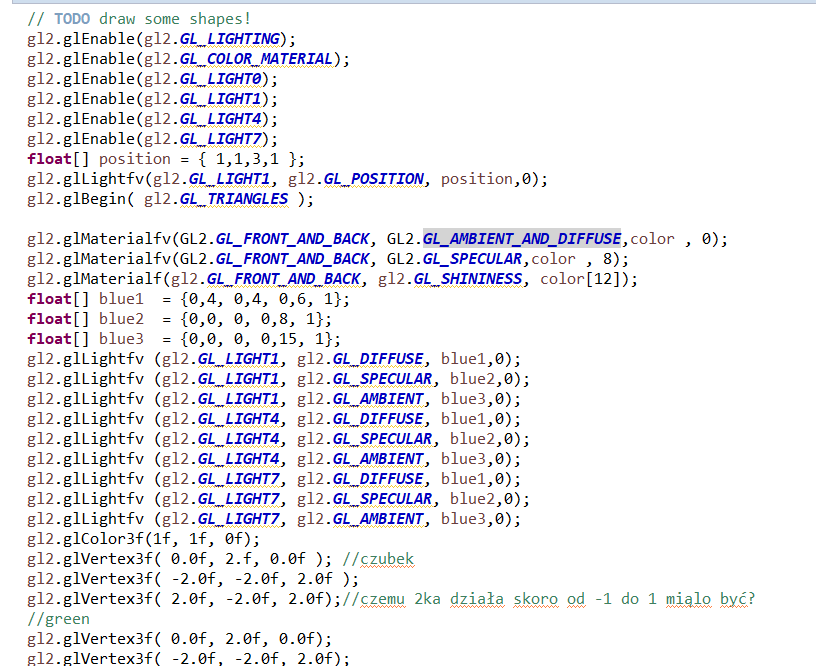 // TODO draw some shapes!
gl2.glEnable(gl2.GL_LIGHTING);
gl2.glEnable(gl2.GL_COLOR_MATERIAL);
gl2.glEnable(gl2.GL_LIGHT0);
gl2.glEnable(gl2.GL_LIGHT1);
gl2.glEnable(gl2.GL_LIGHT4);
gl2.glEnable(gl2.GL_LIGHT7);
float[] position = { 1,1,3,1 };
gl2.glLightfv(gl2.GL_LIGHT1, gl2.GL_POSITION, position,0);
gl2.glBegin( gl2.GL_TRIANGLES );
gl2.glMaterialfv(GL2.GL_FRONT_AND_BACK, GL2.GL_AMBIENT_AND_DIFFUSE,color , 0);
gl2.glMaterialfv(GL2.GL_FRONT_AND_BACK, GL2.GL_SPECULAR,color , 8);
gl2.glMaterialf(gl2.GL_FRONT_AND_BACK, gl2.GL_SHININESS, color[12]);
float[] blue1  = {0,4, 0,4, 0,6, 1};
float[] blue2  = {0,0, 0, 0,8, 1};
float[] blue3  = {0,0, 0, 0,15, 1};
gl2.glLightfv (gl2.GL_LIGHT1, gl2.GL_DIFFUSE, blue1,0);
gl2.glLightfv (gl2.GL_LIGHT1, gl2.GL_SPECULAR, blue2,0);
gl2.glLightfv (gl2.GL_LIGHT1, gl2.GL_AMBIENT, blue3,0);
gl2.glLightfv (gl2.GL_LIGHT4, gl2.GL_DIFFUSE, blue1,0);
gl2.glLightfv (gl2.GL_LIGHT4, gl2.GL_SPECULAR, blue2,0);
gl2.glLightfv (gl2.GL_LIGHT4, gl2.GL_AMBIENT, blue3,0);
gl2.glLightfv (gl2.GL_LIGHT7, gl2.GL_DIFFUSE, blue1,0);
gl2.glLightfv (gl2.GL_LIGHT7, gl2.GL_SPECULAR, blue2,0);
gl2.glLightfv (gl2.GL_LIGHT7, gl2.GL_AMBIENT, blue3,0);
gl2.glColor3f(1f, 1f, 0f);
gl2.glVertex3f( 0.0f, 2.f, 0.0f ); //czubek
gl2.glVertex3f( -2.0f, -2.0f, 2.0f );
gl2.glVertex3f( 2.0f, -2.0f, 2.0f);//czemu 2ka działa skoro od -1 do 1 miąlo być?
//green
gl2.glVertex3f( 0.0f, 2.0f, 0.0f);
gl2.glVertex3f( -2.0f, -2.0f, 2.0f);